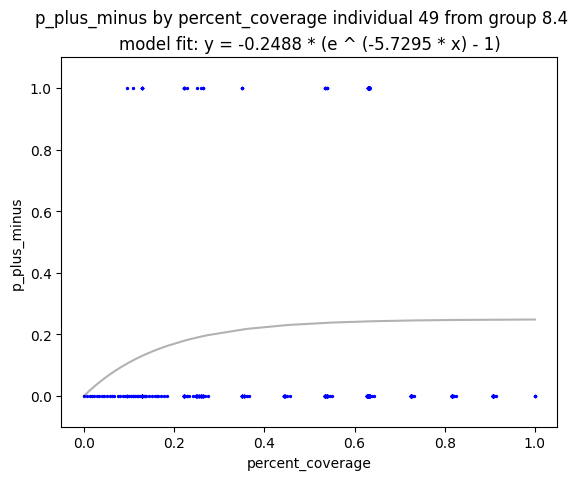 p_plus_minus by percent_coverage individual 49 from group 8.4
model fit: y = -0.2488 * (e ^ (-5.7295 * x) - 1)
1.0
0.8
0.6
0.4
0.2
0.0
p_plus_minus
0.0 0.2 0.4 0.6 0.8 1.0
percent_coverage